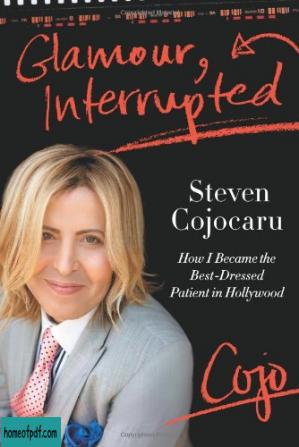 Glamour,
Interrupted
Steven
Cojocaru
How I Became the
Best-Dressed
Patient in Hollywood
Cojo
homeofpdf.com